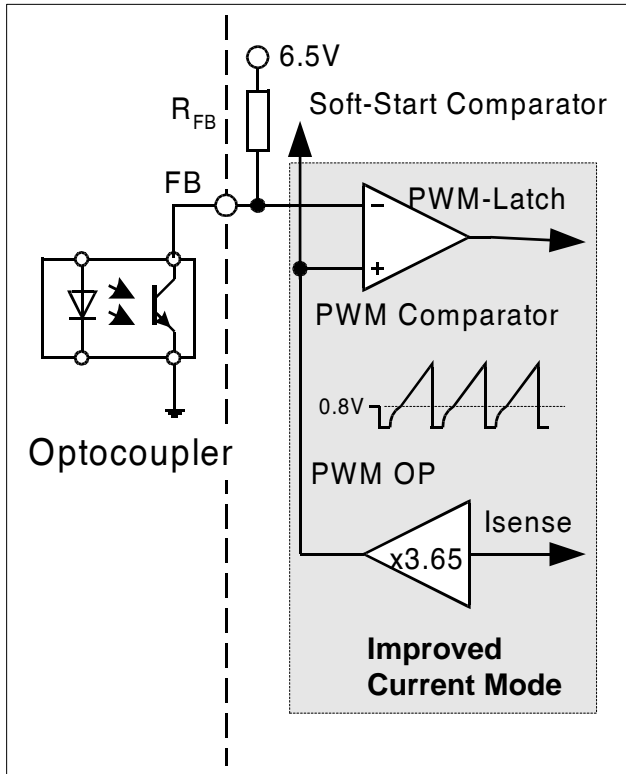 6.5V
Soft-Start Comparator
RFB
FB
PWM-Latch
−
+
PWM Comparator
0.8V
Optocoupler
PWM OP
Isense
x3.65
Improved
Current Mode